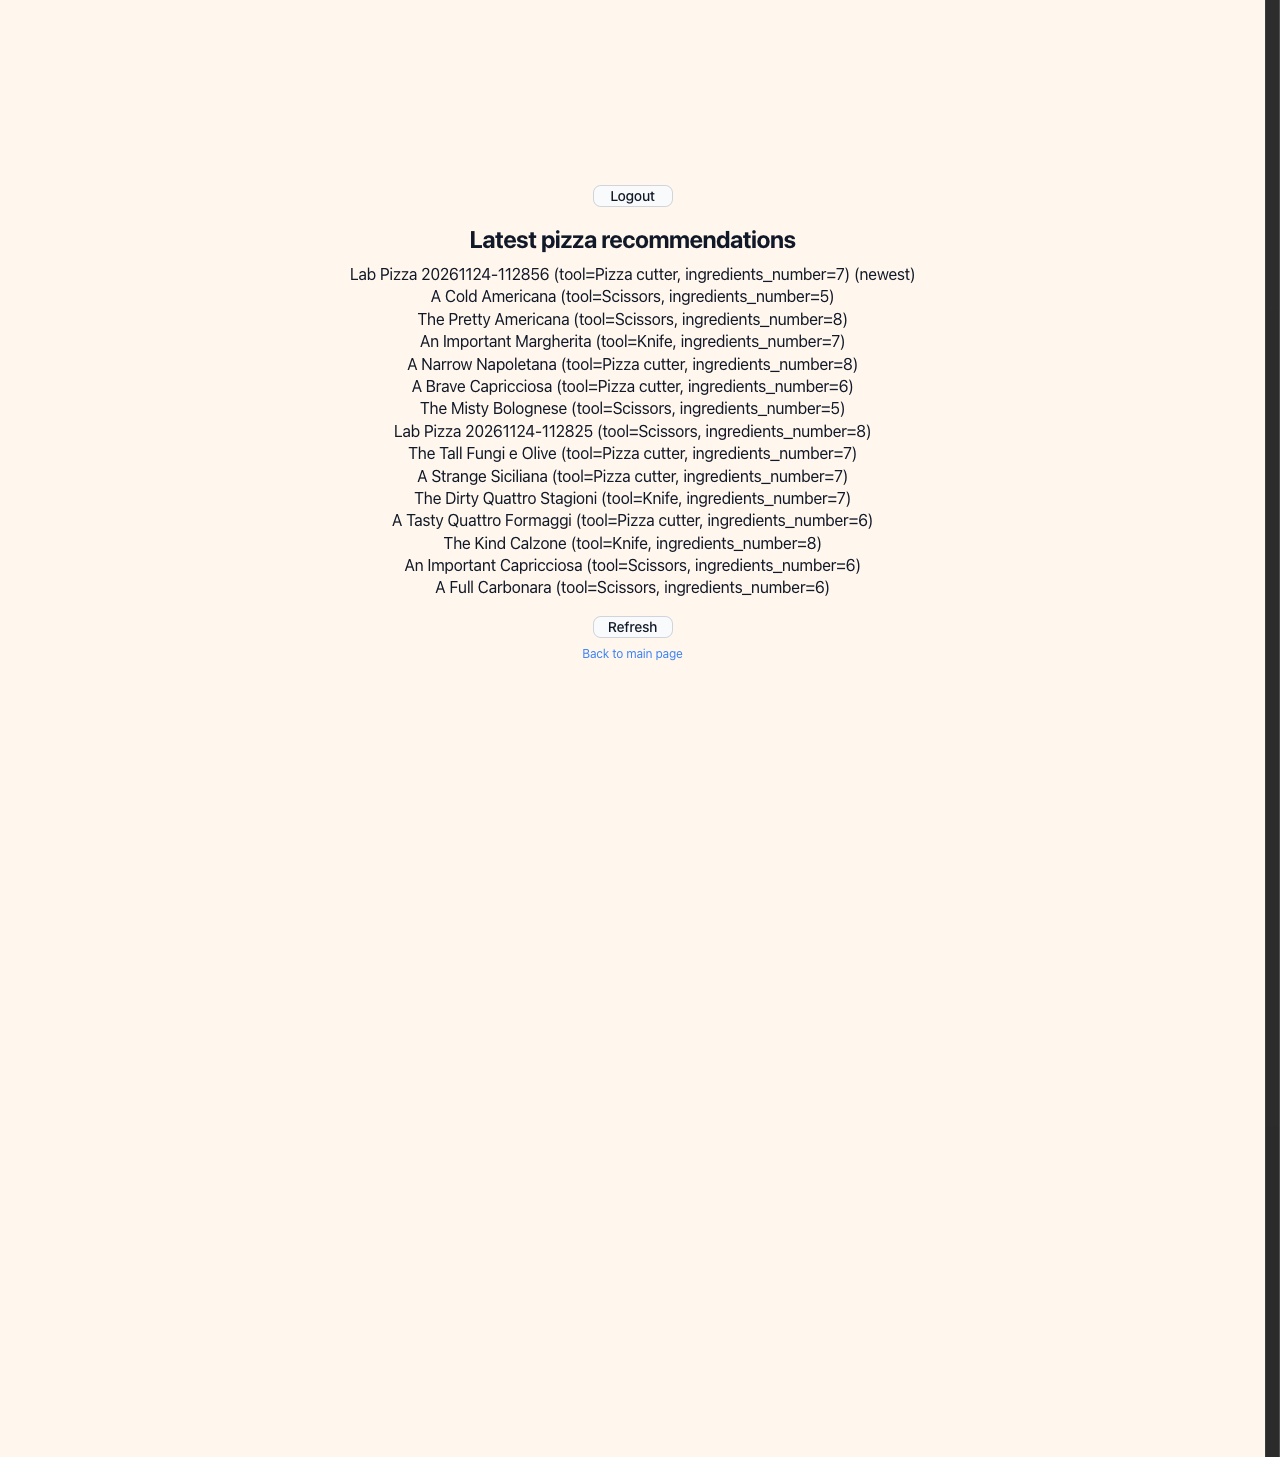 Logout
Latest pizza recommendations
Lab Pizza 20261124-112856 (tool=Pizza cutter, ingredients_number=7) (newest)
A Cold Americana (tool=Scissors, ingredients_number=5)
The Pretty Americana (tool=Scissors, ingredients_number=8)
An Important Margherita (tool=Knife, ingredients_number=7)
A Narrow Napoletana (tool=Pizza cutter, ingredients_number=8)
A Brave Capricciosa (tool=Pizza cutter, ingredients_number=6)
The Misty Bolognese (tool=Scissors, ingredients_number=5)
Lab Pizza 20261124-112825 (tool=Scissors, ingredients_number=8)
The Tall Fungi e Olive (tool=Pizza cutter, ingredients_number=7)
A Strange Siciliana (tool=Pizza cutter, ingredients_number=7)
The Dirty Quattro Stagioni (tool=Knife, ingredients_number=7)
A Tasty Quattro Formaggi (tool=Pizza cutter, ingredients_number=6)
The Kind Calzone (tool=Knife, ingredients_number=8)
An Important Capricciosa (tool=Scissors, ingredients_number=6)
A Full Carbonara (tool=Scissors, ingredients_number=6)
Refresh
Back to main page